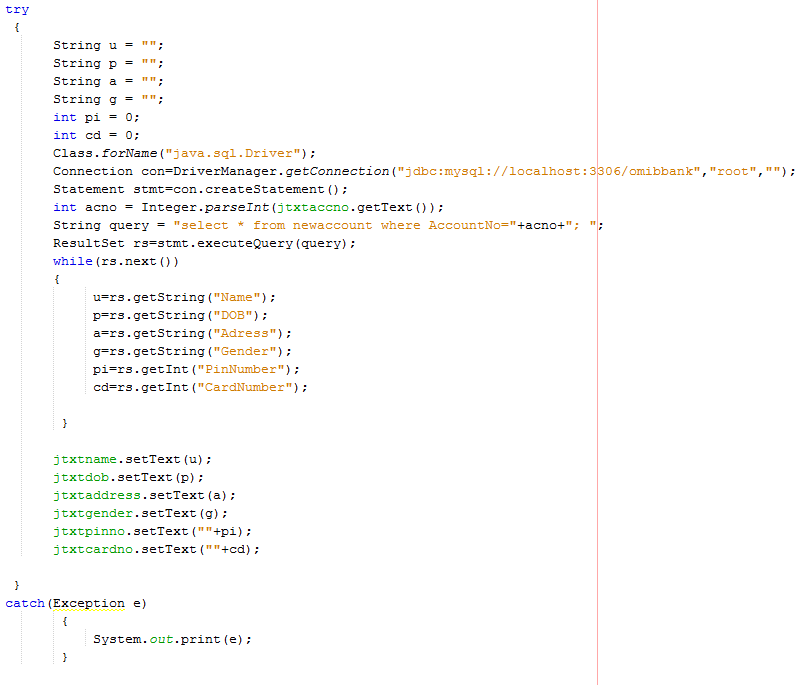 try
{
String u = "";
String p = "";
String a = "";
String g = "";
int pi = 0;
int cd = 0;
Class.forName("java.sql.Driver");
Connection con=DriverManager.getConnection("jdbc:mysql://localhost:3306/omibbank","root","");
Statement stmt=con.createStatement();
int acno = Integer.parseInt(jtxtaccno.getText());
String query = "select * from newaccount where AccountNo="+acno+"; ";
ResultSet rs=stmt.executeQuery(query);
while(rs.next())
{
u=rs.getString("Name");
p=rs.getString("DOB");
a=rs.getString("Adress");
g=rs.getString("Gender");
pi=rs.getInt("PinNumber");
cd=rs.getInt("CardNumber");
}
jtxtname.setText(u);
jtxtdob.setText(p);
jtxtaddress.setText(a);
jtxtgender.setText(g);
jtxtpinno.setText(""+pi);
jtxtcardno.setText(""+cd);
}
catch(Exception e)
{
System.out.print(e);
}